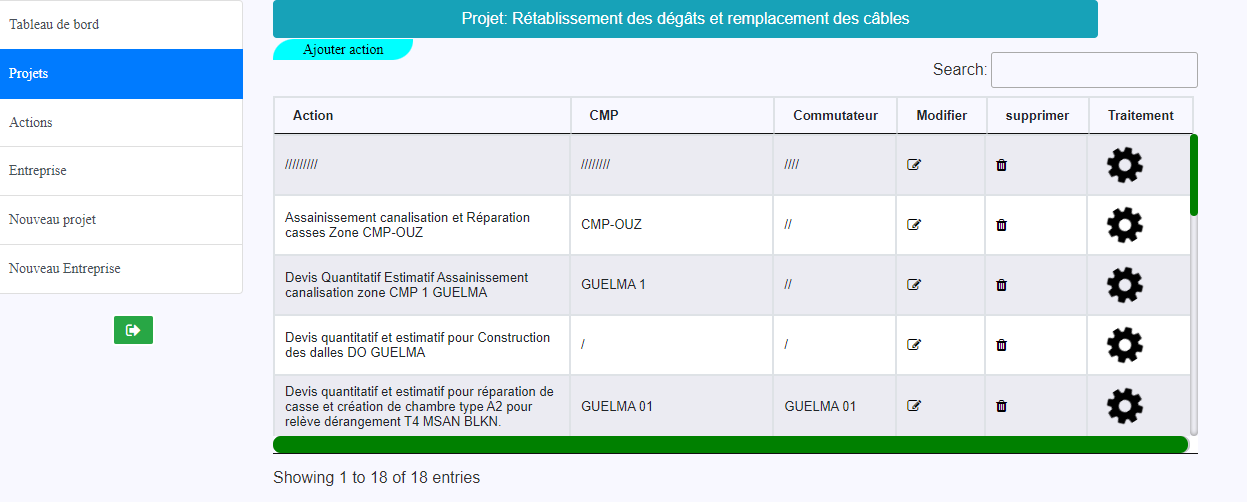 Tableau de bord
Projets
Actions
Entreprise
Nouveau projet
Nouveau Entreprise
Projet: Rétablissement des dégâts et remplacement des câbles
Ajouter action
Search:
Action CMP Commutateur Modifier supprimer Traitement
///////// //////// ////
Assainissement canalisation et Réparation
casses Zone CMP-OUZ
CMP-OUZ
//
Devis Quantitatif Estimatif Assainissement
canalisation zone CMP 1 GUELMA
GUELMA 1
//
Devis quantitatif et estimatif pour Construction
des dalles DO GUELMA
/
/
Devis quantitatif et estimatif pour réparation de
casse et création de chambre type A2 pour
relève dérangement T4 MSAN BLKN.
GUELMA 01
GUELMA 01
Showing 1 to 18 of 18 entries